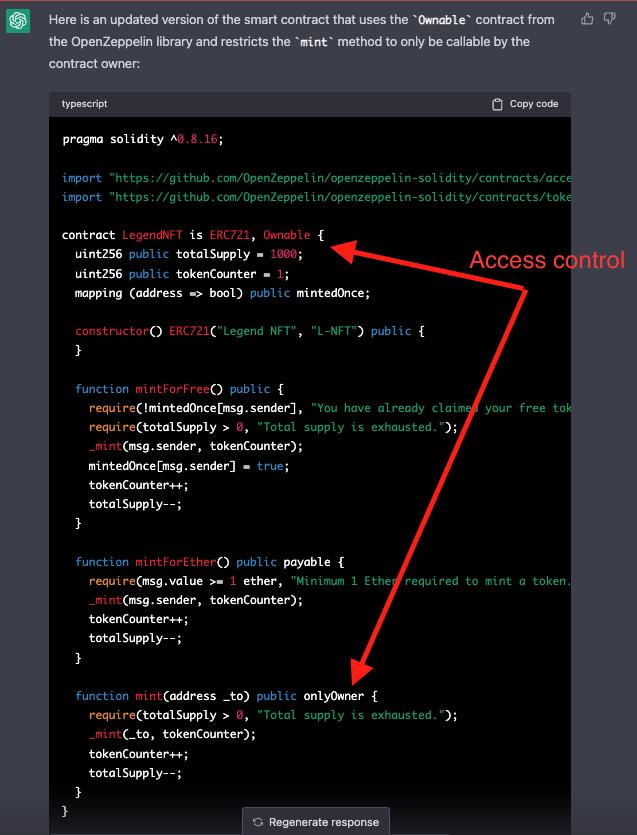 Here is an updated version of the smart contract that uses the `Ownable` contract from
the OpenZeppelin library and restricts the `mint` method to only be callable by the
contract owner:
typescript
Copy code
pragma solidity ^0.8.16;
import "https://github.com/OpenZeppelin/openzeppelin-solidity/contracts/acce
import "https://github.com/OpenZeppelin/openzeppelin-solidity/contracts/toke
contract LegendNFT is ERC721, Ownable {
uint256 public totalSupply = 1000;
Access control
uint256 public tokenCounter = 1;
mapping (address => bool) public mintedOnce;
constructor() ERC721("Legend NFT", "L-NFT") public {
}
function mintForFree() public {
require(!mintedOnce[msg.sender], "You have already claimed your free tok
require(totalSupply > 0, "Total supply is exhausted.");
_mint(msg.sender, tokenCounter);
mintedOnce[msg.sender] = true;
tokenCounter++;
totalSupply--;
}
function mintForEther() public payable {
require(msg.value >= 1 ether, "Minimum 1 Ether required to mint a token.
_mint(msg.sender, tokenCounter);
tokenCounter++;
totalSupply--;
}
function mint(address _to) public onlyOwner {
require(totalSupply > 0, "Total supply is exhausted.");
_mint(_to, tokenCounter);
tokenCounter++;
totalSupply--;
}
}
Regenerate response